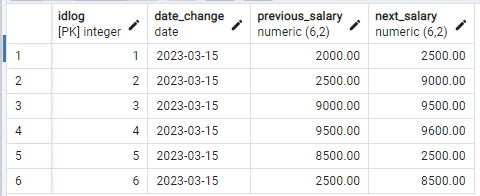 idlog date_change previous_salary next_salary
[PK] integer date numeric (6,2) numeric (6,2)
1 1 2023-03-15 2000.00 2500.00
2 2 2023-03-15 2500.00 9000.00
3 3 2023-03-15 9000.00 9500.00
4 4 2023-03-15 9500.00 9600.00
5 5 2023-03-15 8500.00 2500.00
6 6 2023-03-15 2500.00 8500.00